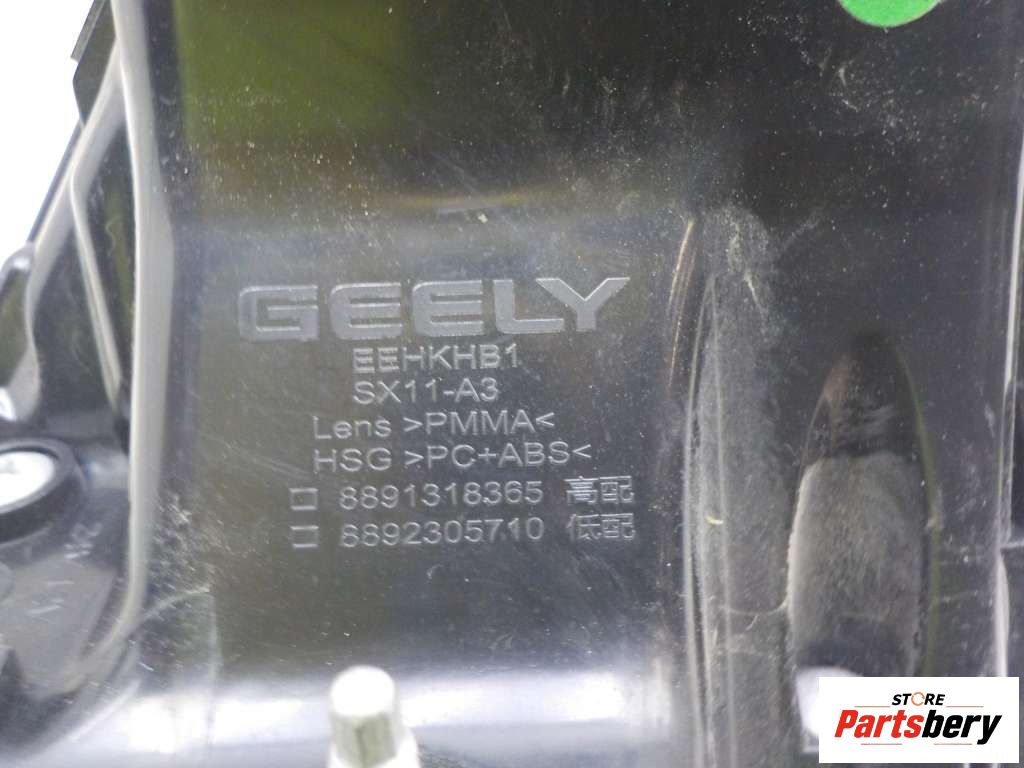 GEELY
EEHKHB1
SX11-A3
Lens >PMMA<
HSG >PC+ABS<
□ 8891318365 高配
□ 8892305710 低配
STORE
Partsbery